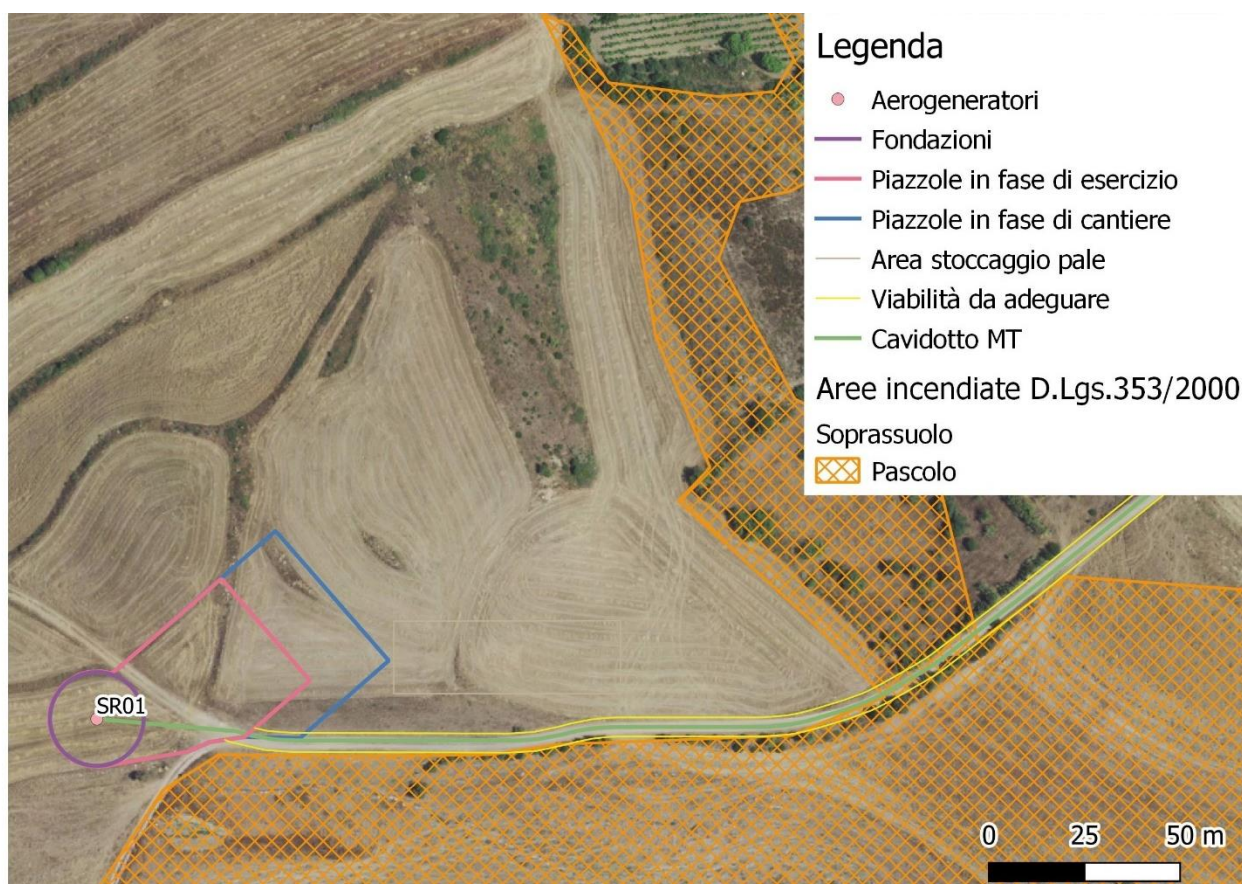 Legenda
Aerogeneratori
Fondazioni
Piazzole in fase di esercizio
Piazzole in fase di cantiere
Area stoccaggio pale
Viabilità da adeguare
Cavidotto MT
Aree incendiate D.Lgs.353/2000
Soprassuolo
Pascolo
SR01
0 25 50 m